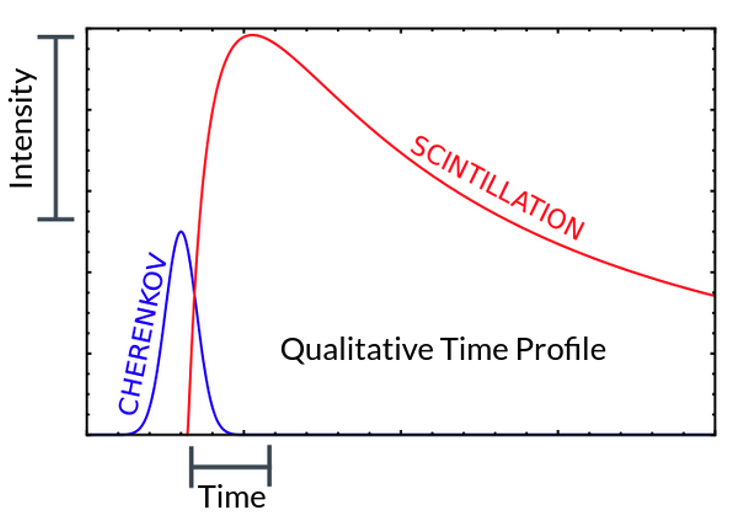 Intensity
CHERENKOV
SCINTILLATION
Qualitative Time Profile
Time